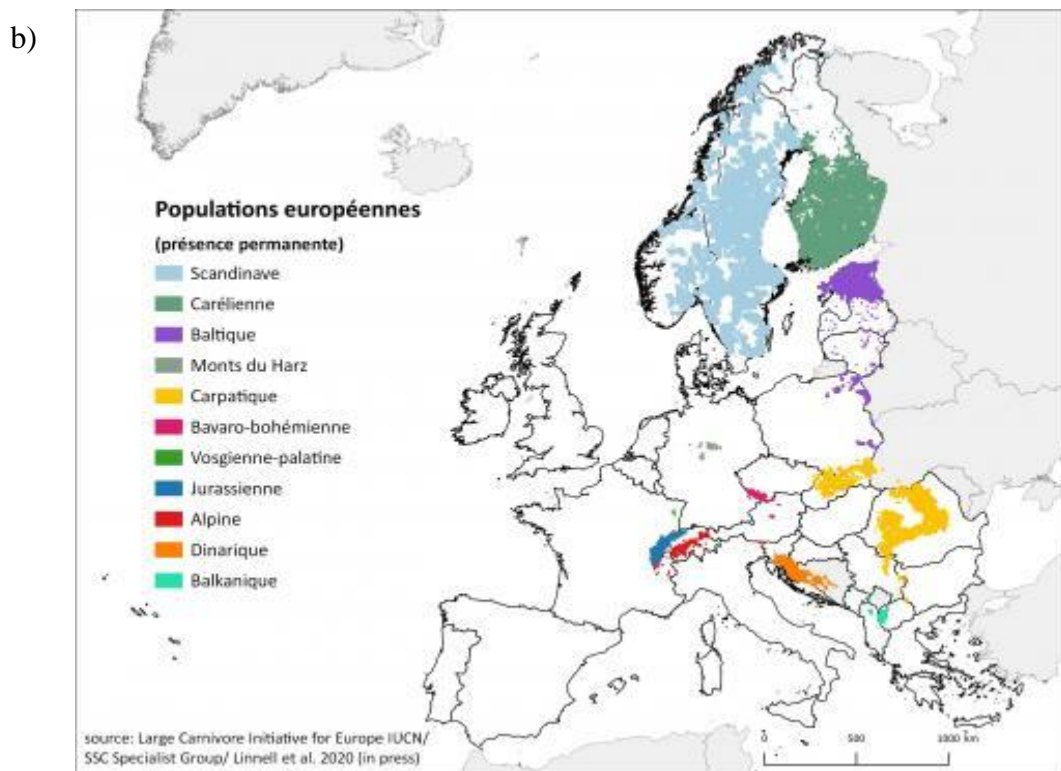 b)
Populations européennes
(présence permanente)
Scandinave
Carélienne
Baltique
Monts du Harz
Carpatique
Bavaro-bohémienne
Vosgienne-palatine
Jurassienne
Alpine
Dinarique
Balkanique
source: Large Carnivore Initiative for Europe IUCN/
SSC Specialist Group/ Linnell et al. 2020 (in press)
0 500 1000 km